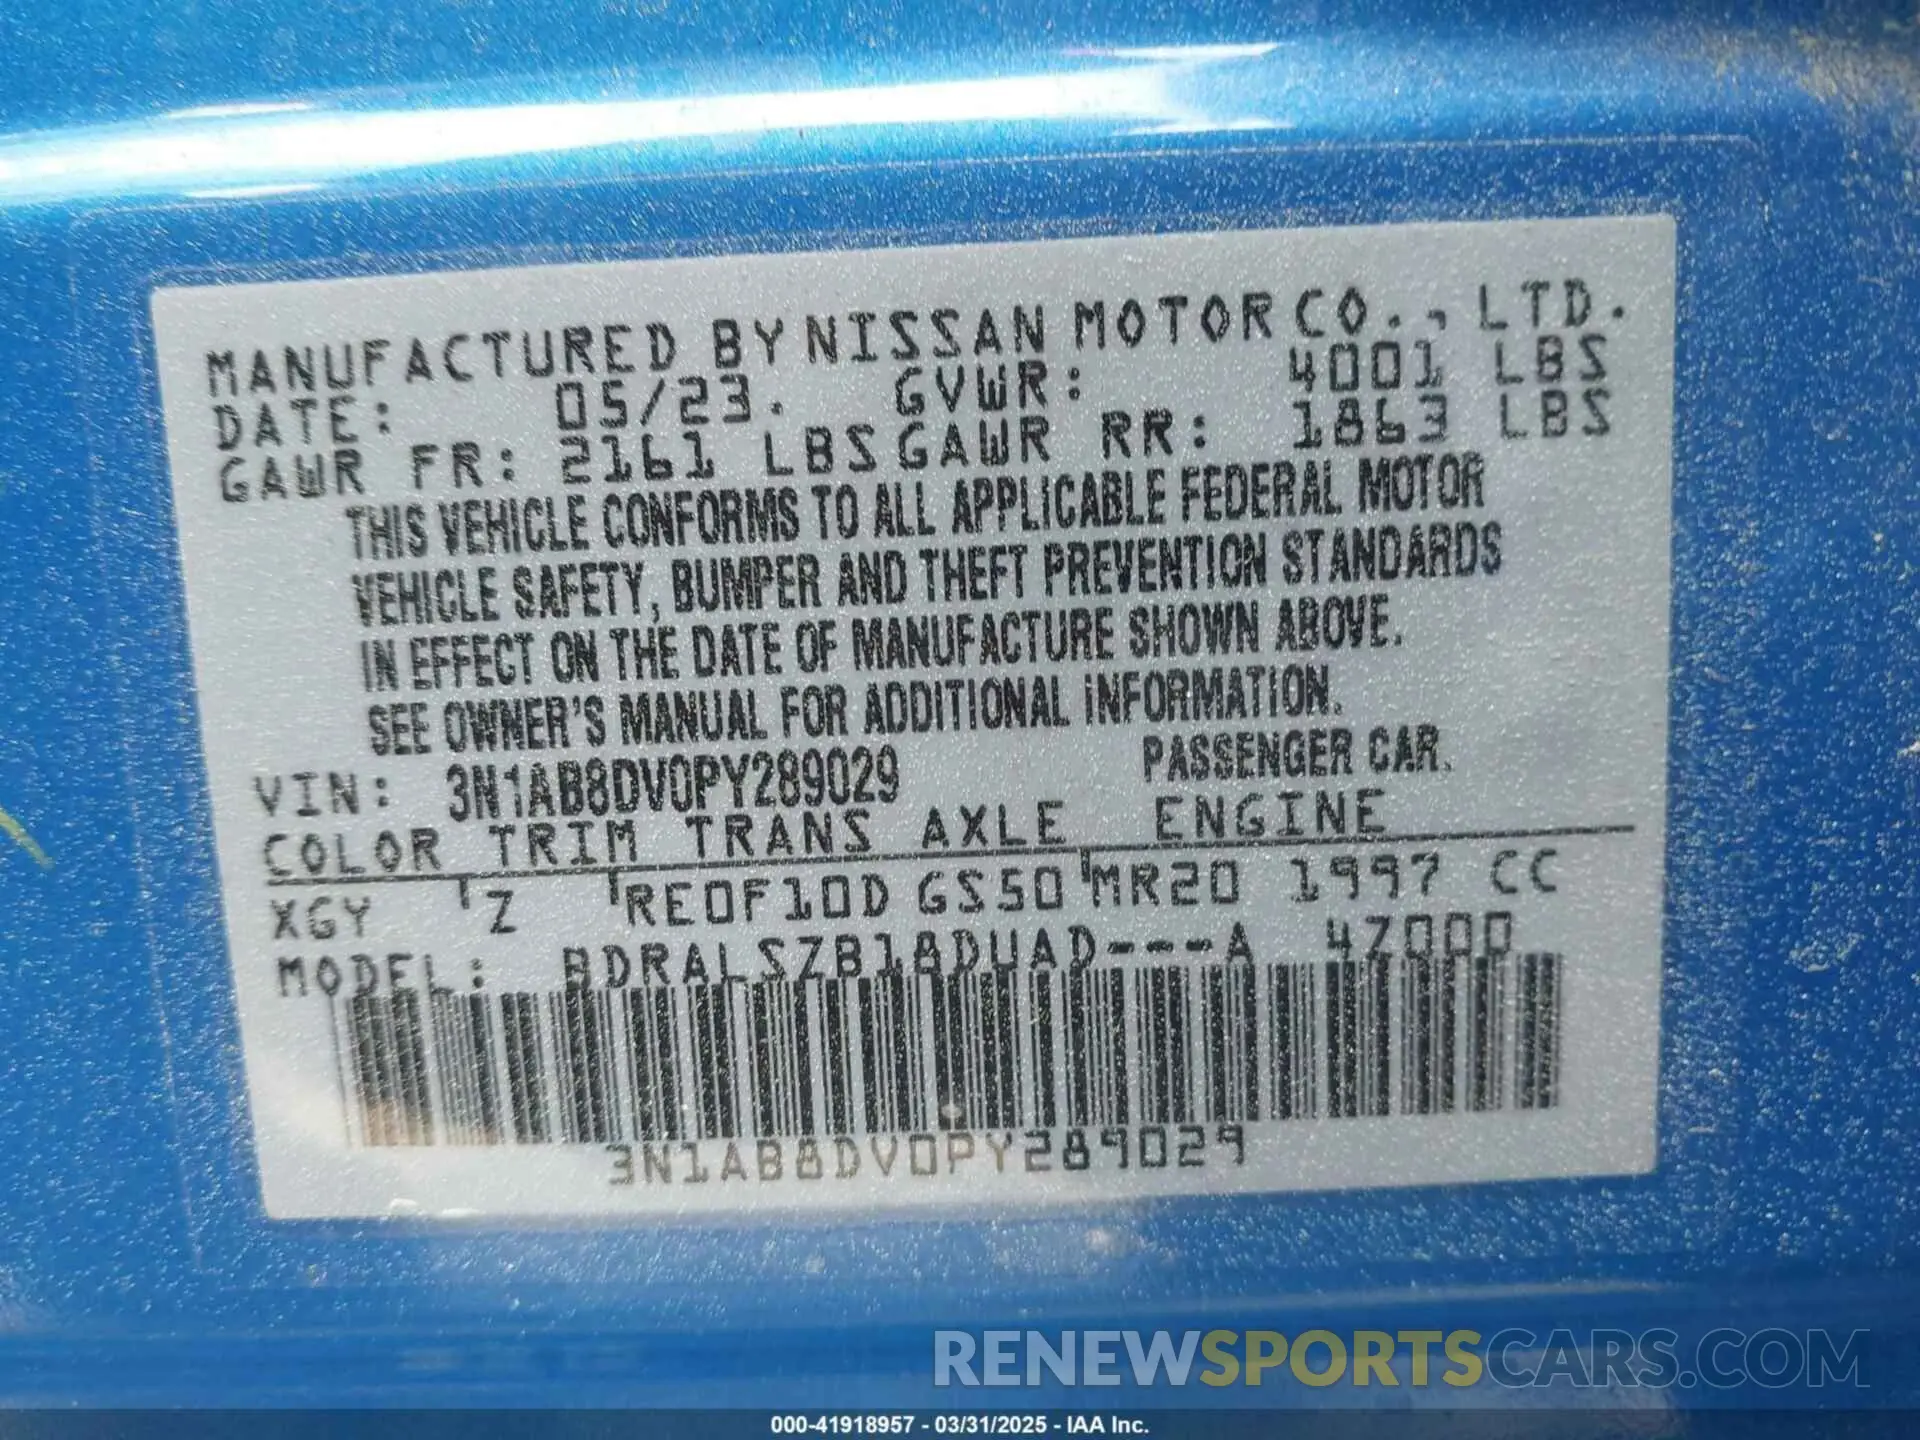 MANUFACTURED BY NISSAN MOTOR CO., LTD.
DATE: 05/23. GVWR: 4001 LBS
GAWR FR: 2161 LBS GAWR RR: 1863 LBS
THIS VEHICLE CONFORMS TO ALL APPLICABLE FEDERAL MOTOR
VEHICLE SAFETY, BUMPER AND THEFT PREVENTION STANDARDS
IN EFFECT ON THE DATE OF MANUFACTURE SHOWN ABOVE.
SEE OWNER'S MANUAL FOR ADDITIONAL INFORMATION.
VIN: 3N1AB8DV0PY289029 PASSENGER CAR.
COLOR TRIM TRANS AXLE ENGINE
XGY Z RE0F10D GS50 MR20 1997 CC
MODEL: BDRALSZB18DUAD---A 4Z000
3N1AB8DV0PY289029
RENEWSPORTSCARS.COM
000-41918957 - 03/31/2025 - IAA Inc.